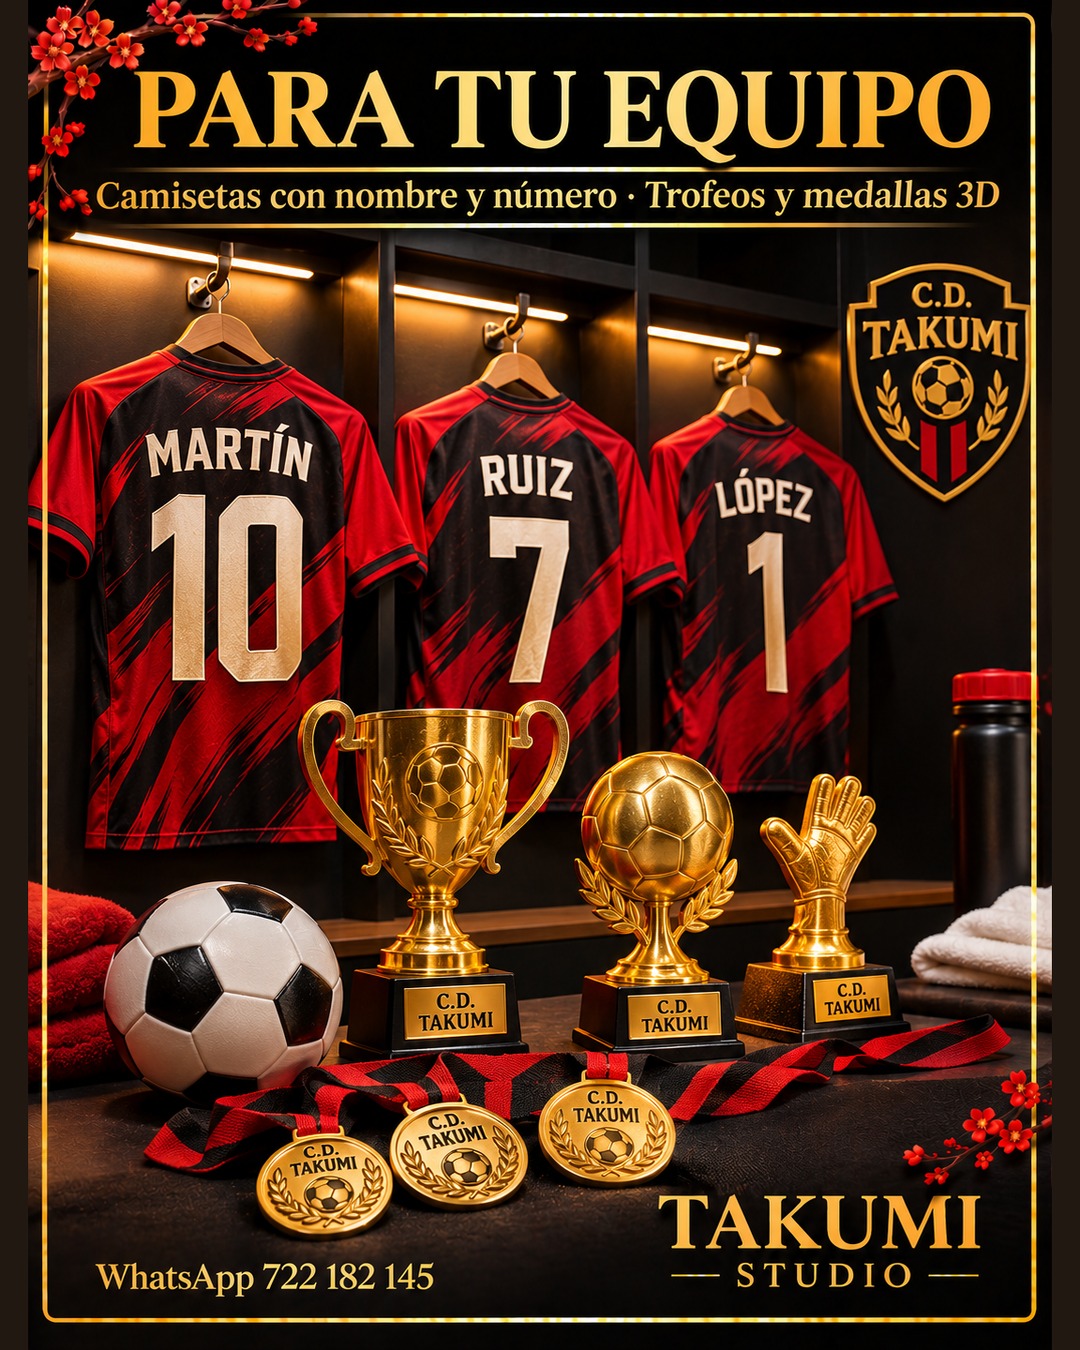 PARA TU EQUIPO
Camisetas con nombre y número · Trofeos y medallas 3D
C.D.
TAKUMI
MARTÍN
10
RUIZ
7
LÓPEZ
1
C.D.
TAKUMI
C.D.
TAKUMI
C.D.
TAKUMI
C.D.
TAKUMI
C.D.
TAKUMI
C.D.
TAKUMI
TAKUMI
STUDIO
WhatsApp 722 182 145